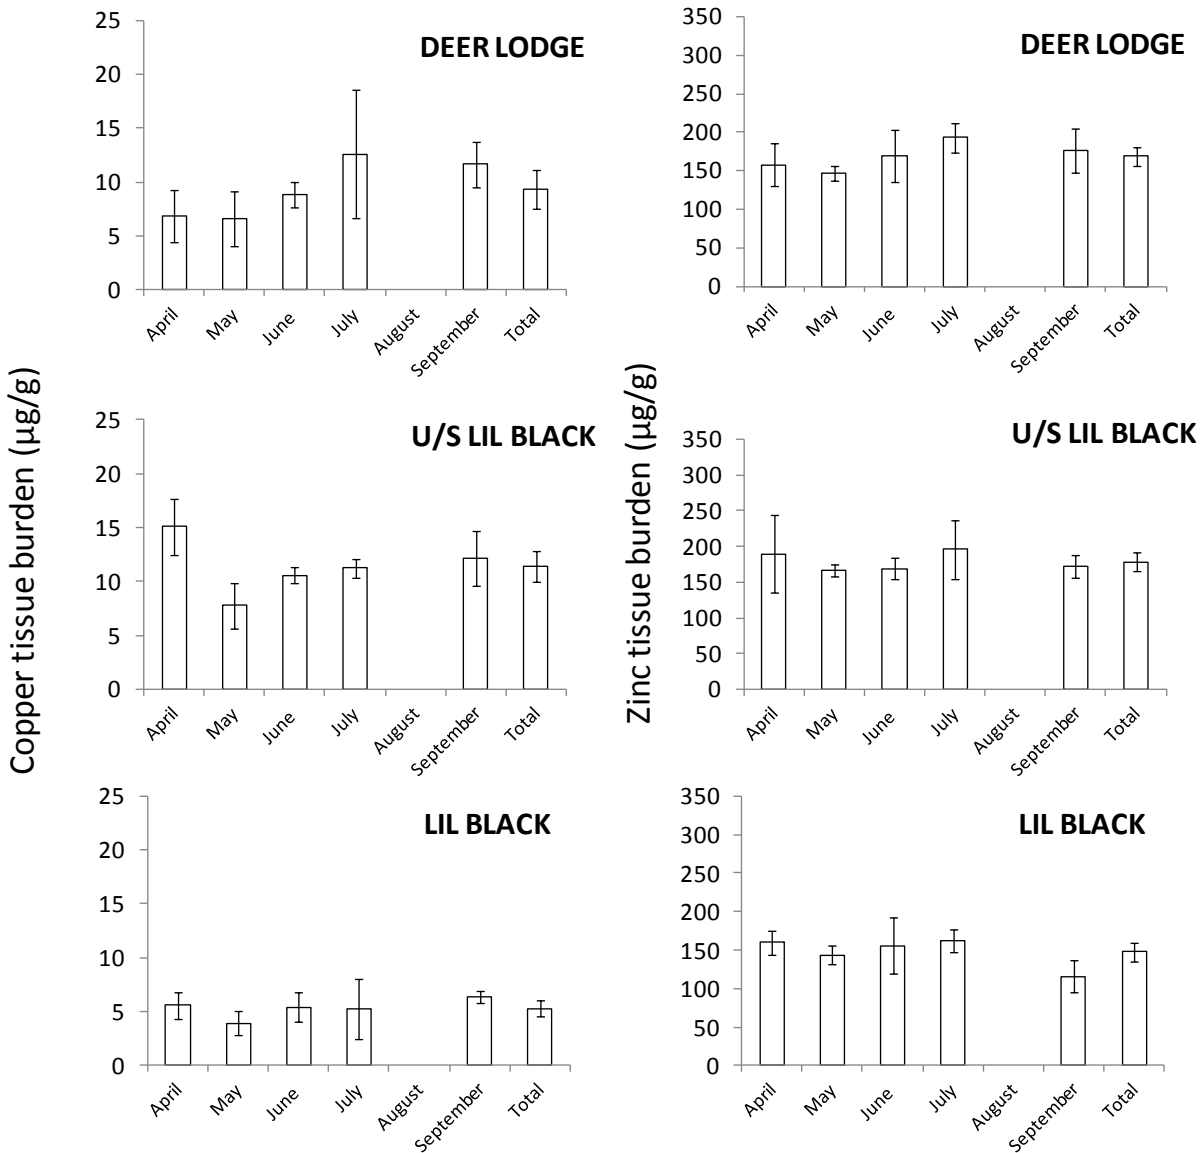 Copper tissue burden (µg/g)
DEER LODGE
25
20
15
10
5
0
April
May
June
July
August
September
Total
U/S LIL BLACK
25
20
15
10
5
0
April
May
June
July
August
September
Total
LIL BLACK
25
20
15
10
5
0
April
May
June
July
August
September
Total
Zinc tissue burden (µg/g)
DEER LODGE
350
300
250
200
150
100
50
0
April
May
June
July
August
September
Total
U/S LIL BLACK
350
300
250
200
150
100
50
0
April
May
June
July
August
September
Total
LIL BLACK
350
300
250
200
150
100
50
0
April
May
June
July
August
September
Total